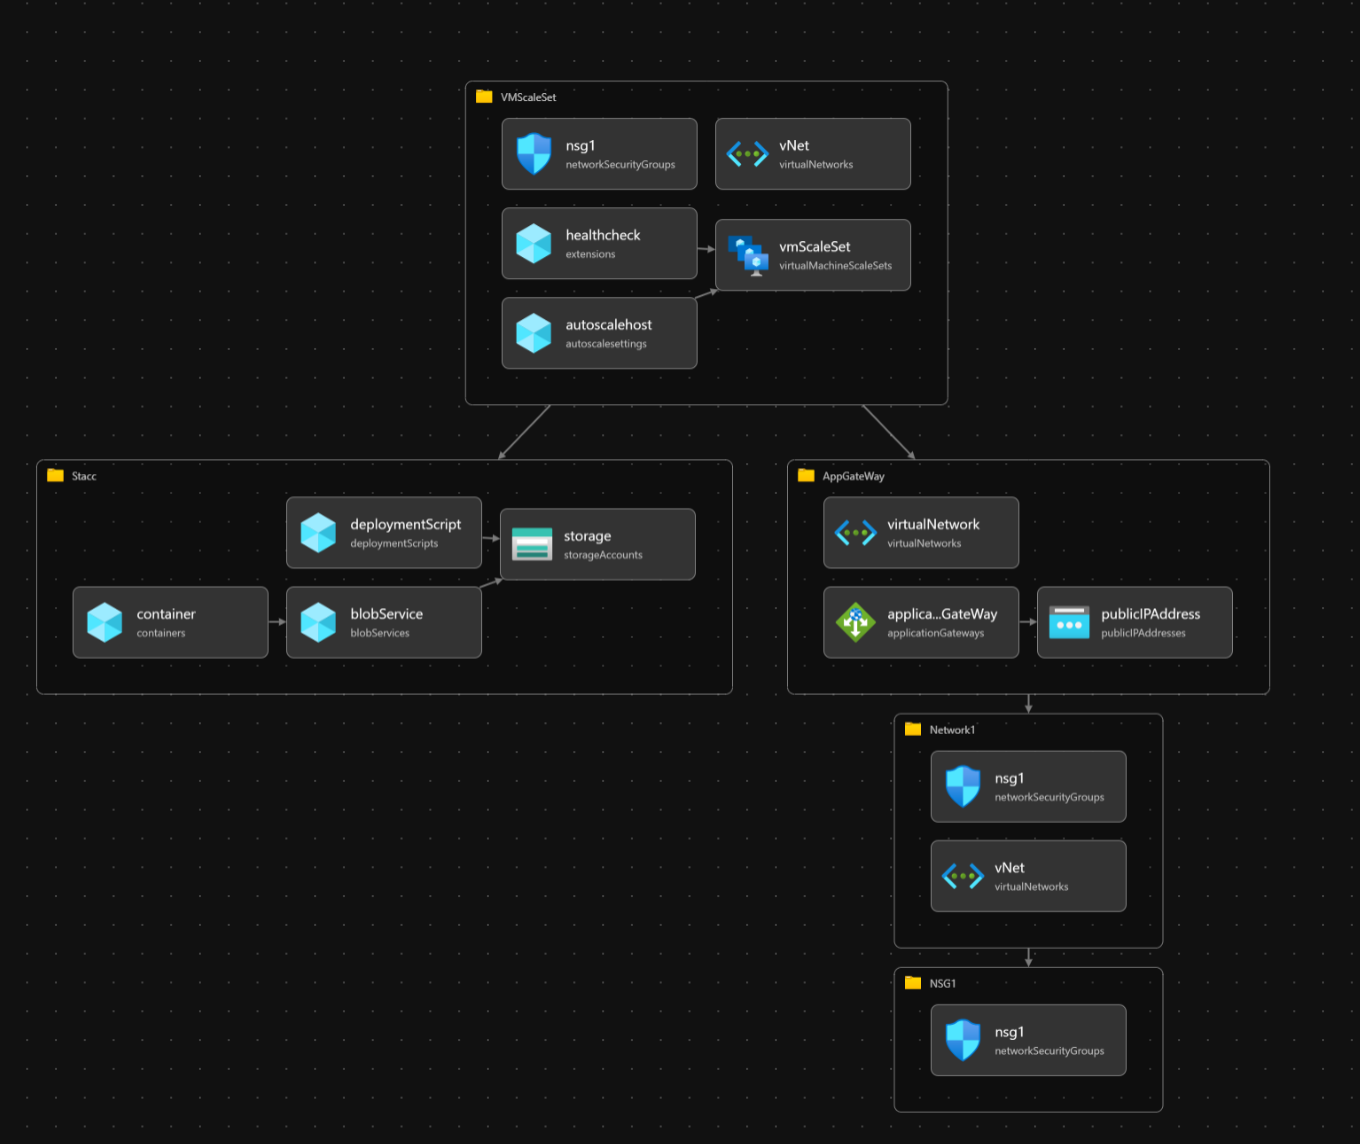 VMScaleSet
nsg1
networkSecurityGroups
vNet
virtualNetworks
healthcheck
extensions
vmScaleSet
virtualMachineScaleSets
autoscalehost
autoscalesettings
Stacc
deploymentScript
deploymentScripts
storage
storageAccounts
container
containers
blobService
blobServices
AppGateWay
virtualNetwork
virtualNetworks
applica...GateWay
applicationGateways
publicIPAddress
publicIPAddresses
Network1
nsg1
networkSecurityGroups
vNet
virtualNetworks
NSG1
nsg1
networkSecurityGroups